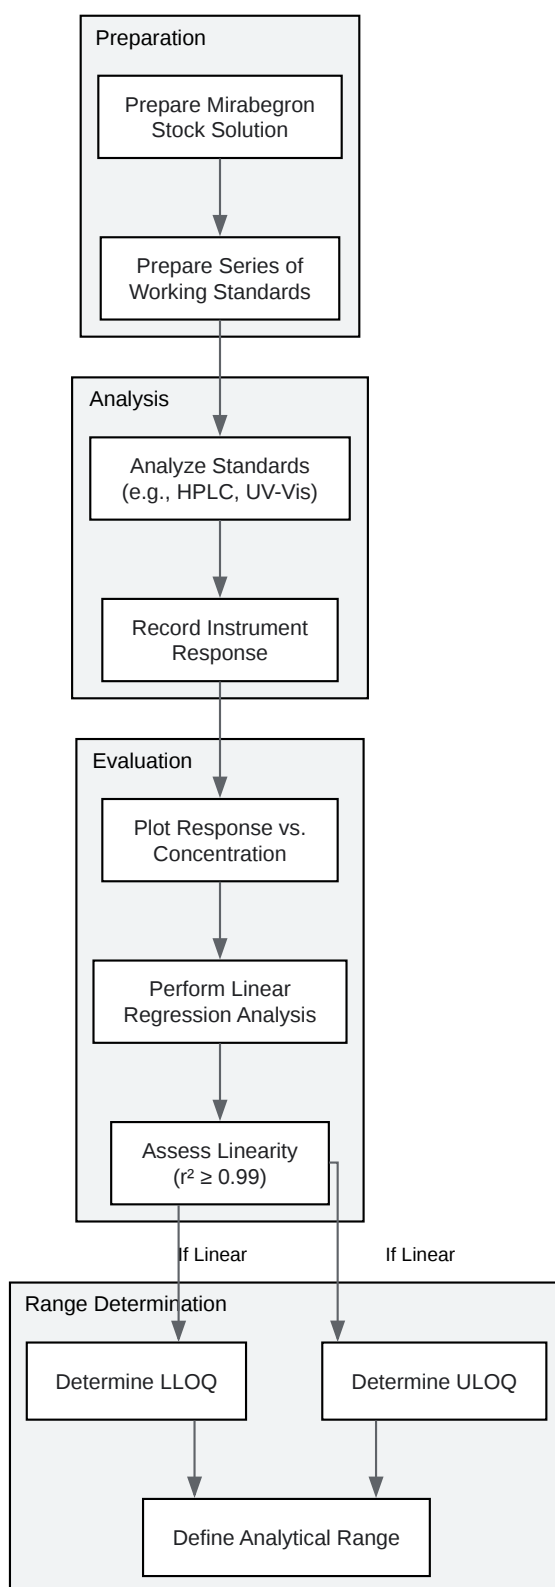 Preparation
Prepare Mirabegron
Stock Solution
Prepare Series of
Working Standards
Analysis
Analyze Standards
(e.g., HPLC, UV-Vis)
Record Instrument
Response
Evaluation
Plot Response vs.
Concentration
Perform Linear
Regression Analysis
Assess Linearity
(r² ≥ 0.99)
If Linear
If Linear
Range Determination
Determine LLOQ
Determine ULOQ
Define Analytical Range